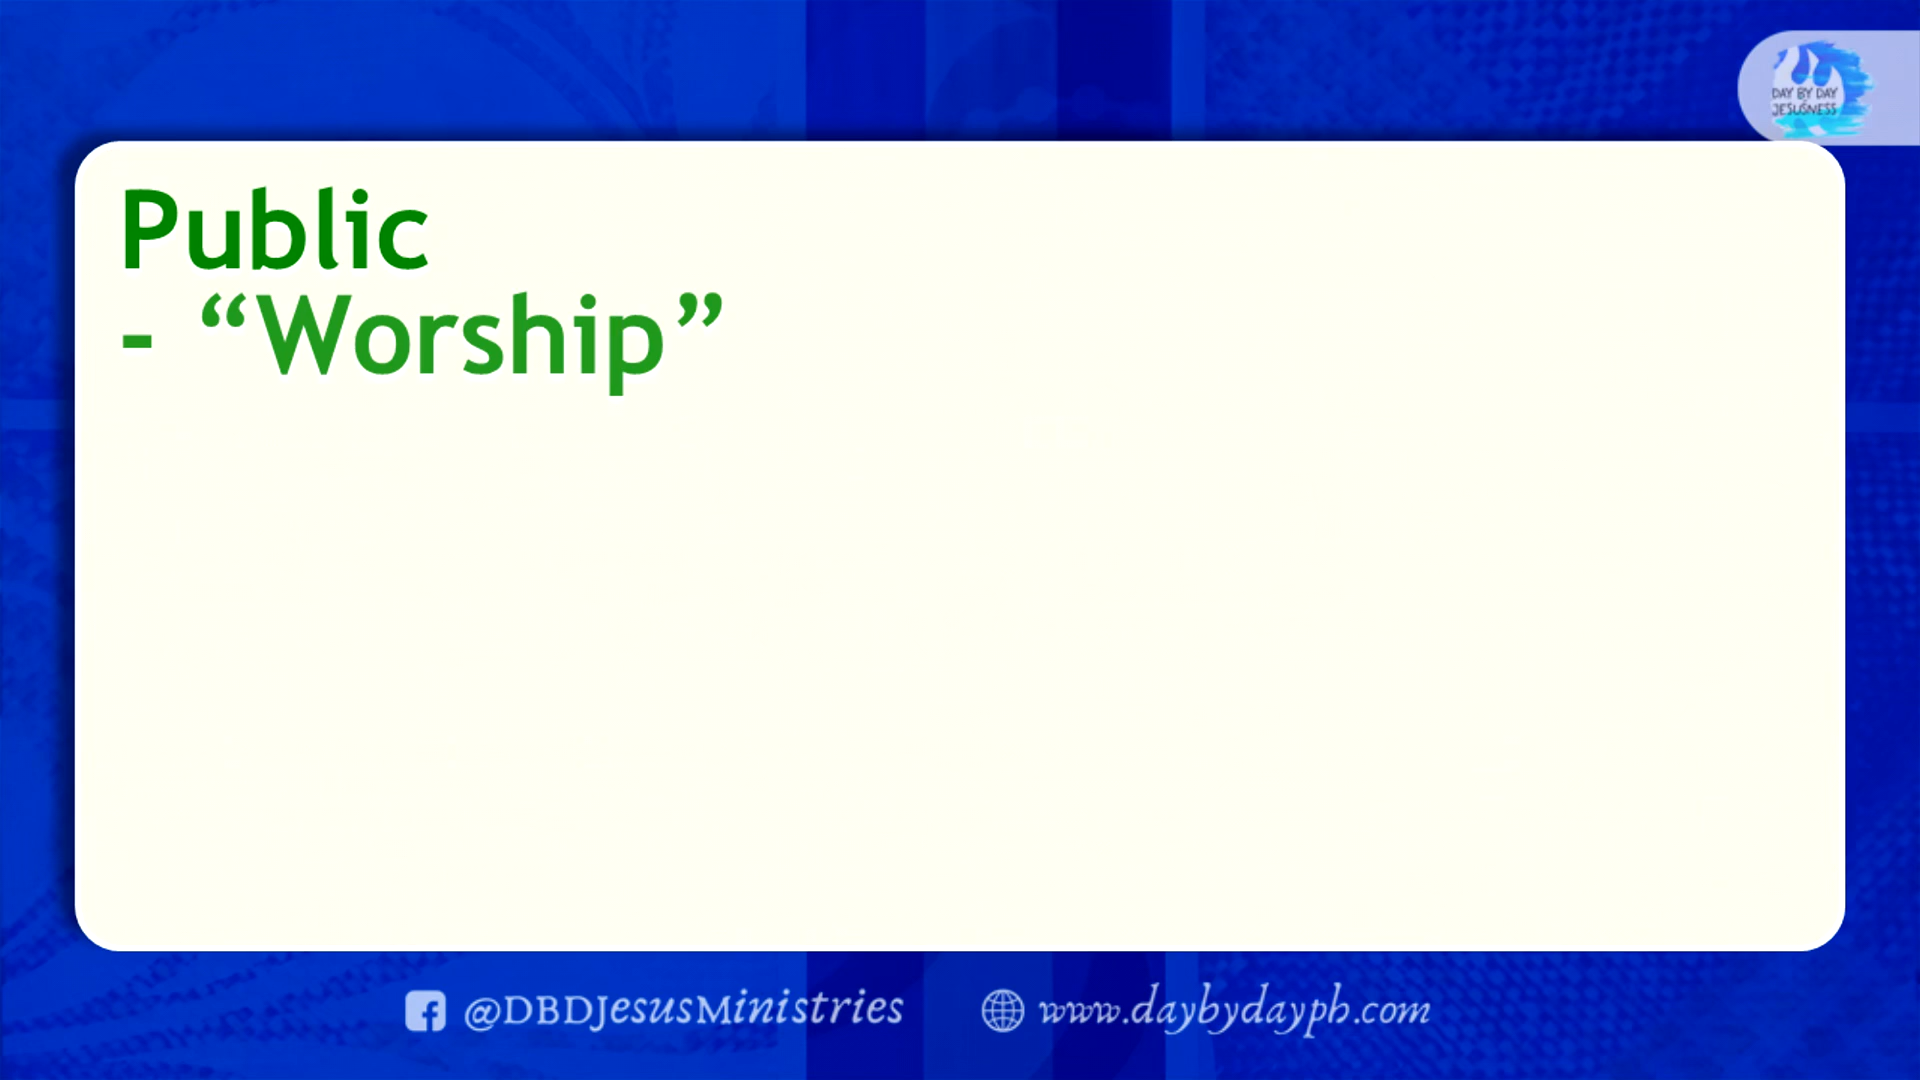 DAY BY DAY
JESUSNESS
Public
- “Worship”
@DBDJesusMinistries
www.daybydayph.com